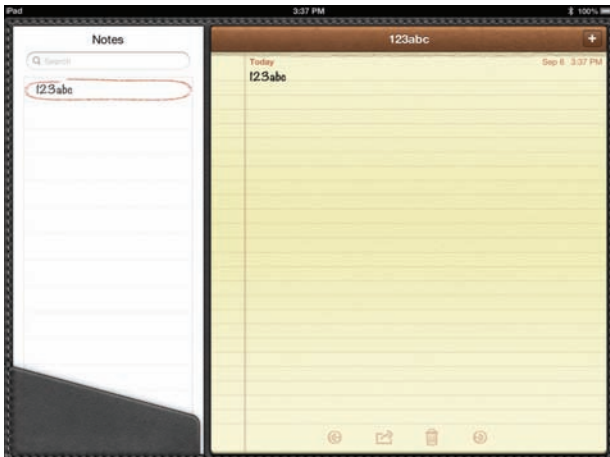 iPad
3:37 PM
100%
Notes
Search
123abc
123abc
+
Today
Sep 6 3:37 PM
123abc